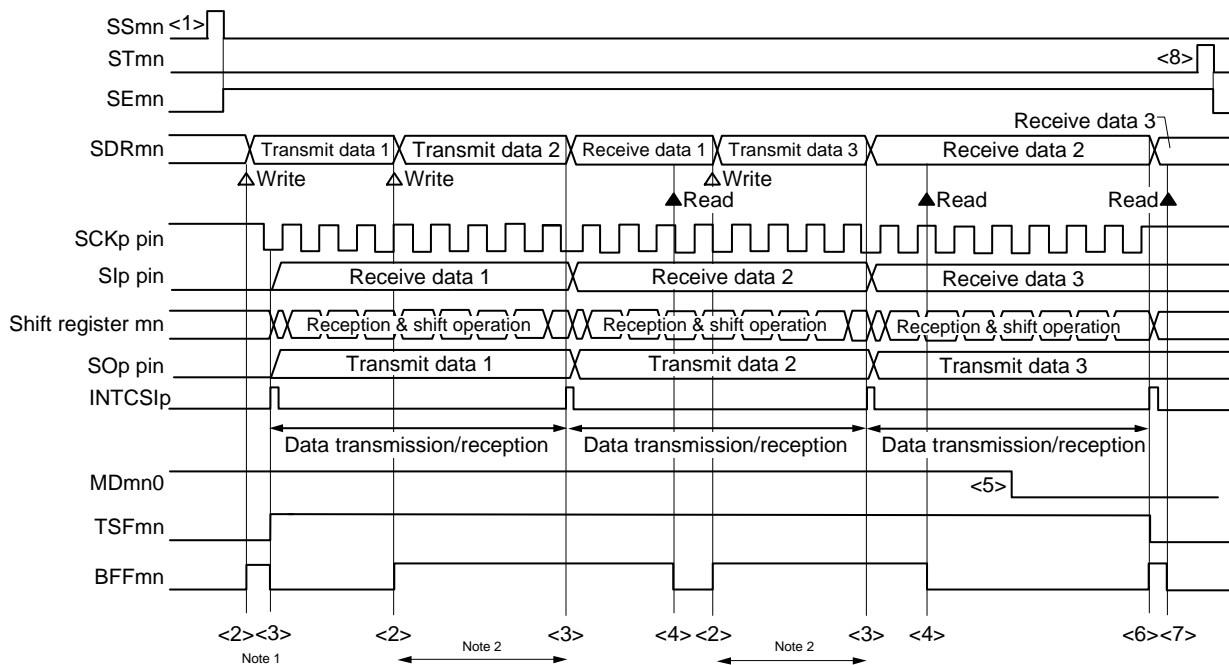 SSmn <1>
STmn <8>
SEmn
Receive data 3
SDRmn Transmit data 1 Transmit data 2 Receive data 1 Transmit data 3 Receive data 2
Write Write Write
Read Read Read
SCKp pin
SIp pin Receive data 1 Receive data 2 Receive data 3
Shift register mn Reception & shift operation Reception & shift operation Reception & shift operation
SOp pin Transmit data 1 Transmit data 2 Transmit data 3
INTCSIp
Data transmission/reception Data transmission/reception Data transmission/reception
MDmn0 <5>
TSFmn
BFFmn
<2> <3> <2> <3> <4> <2> <3> <4> <6> <7>
Note 1 Note 2 Note 2